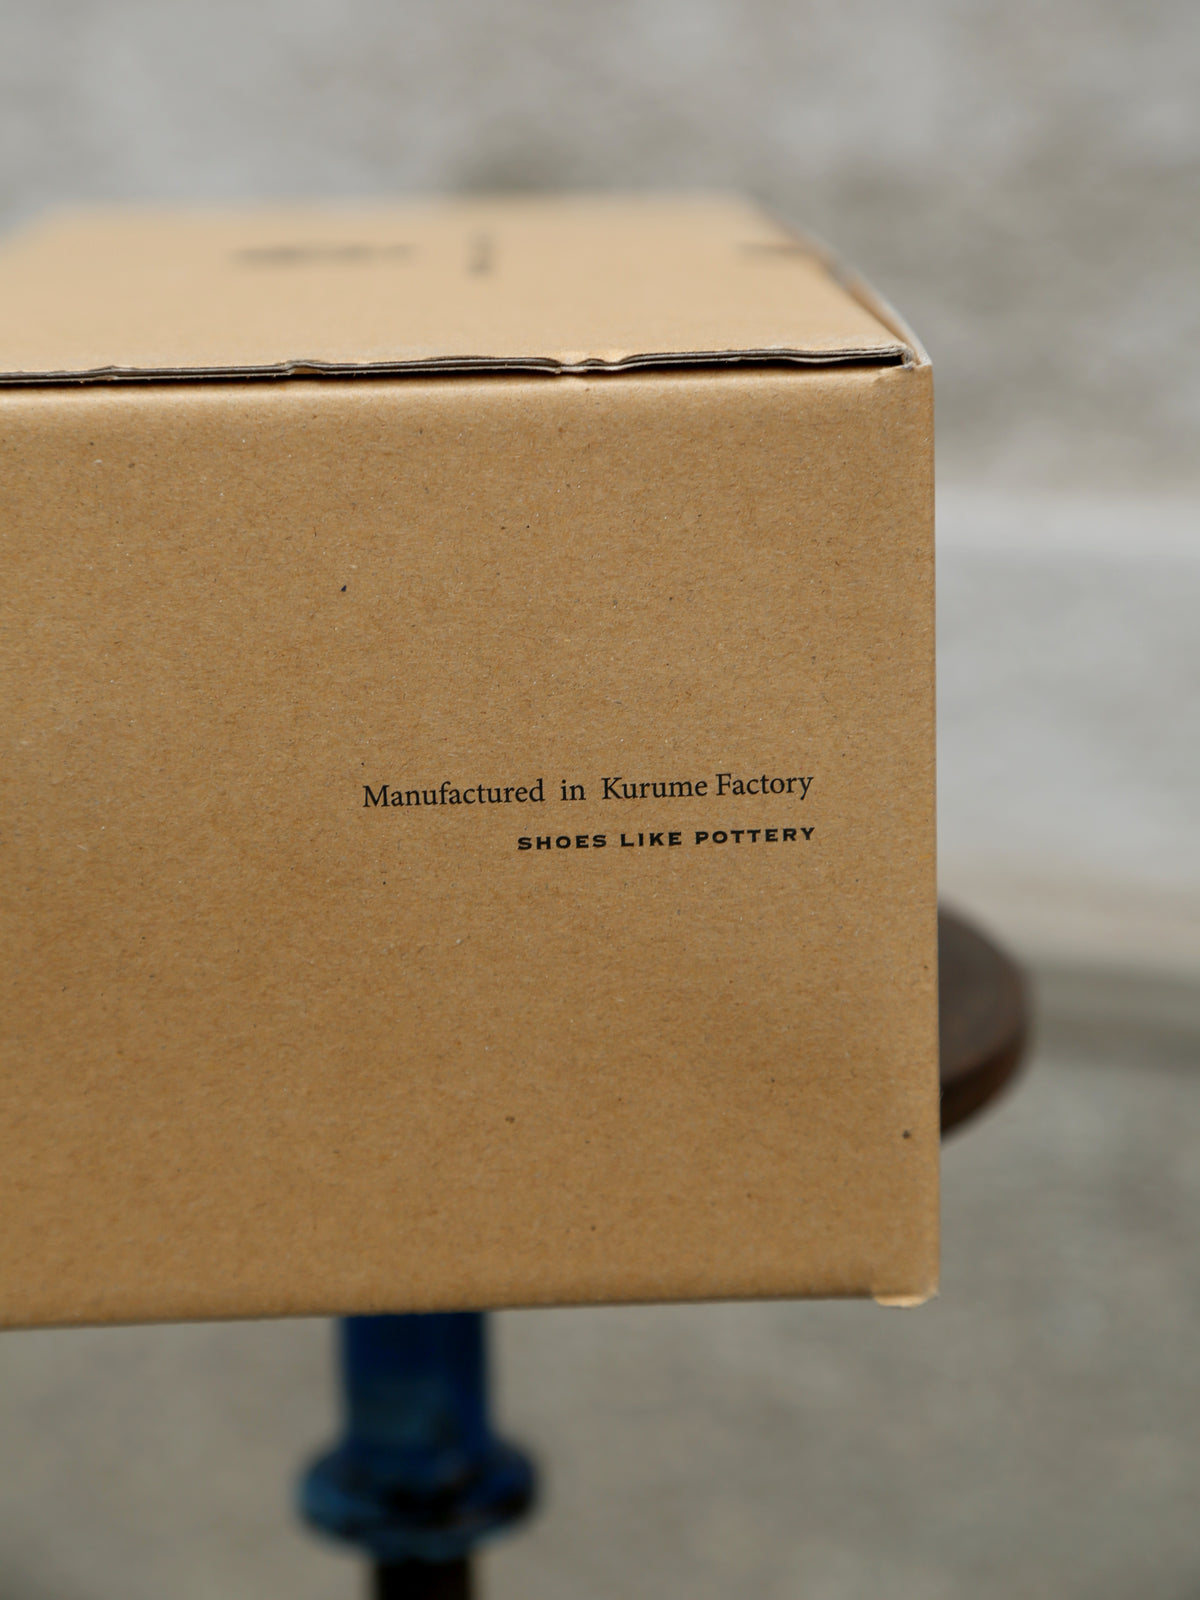 Manufactured in Kurume Factory
SHOES LIKE POTTERY